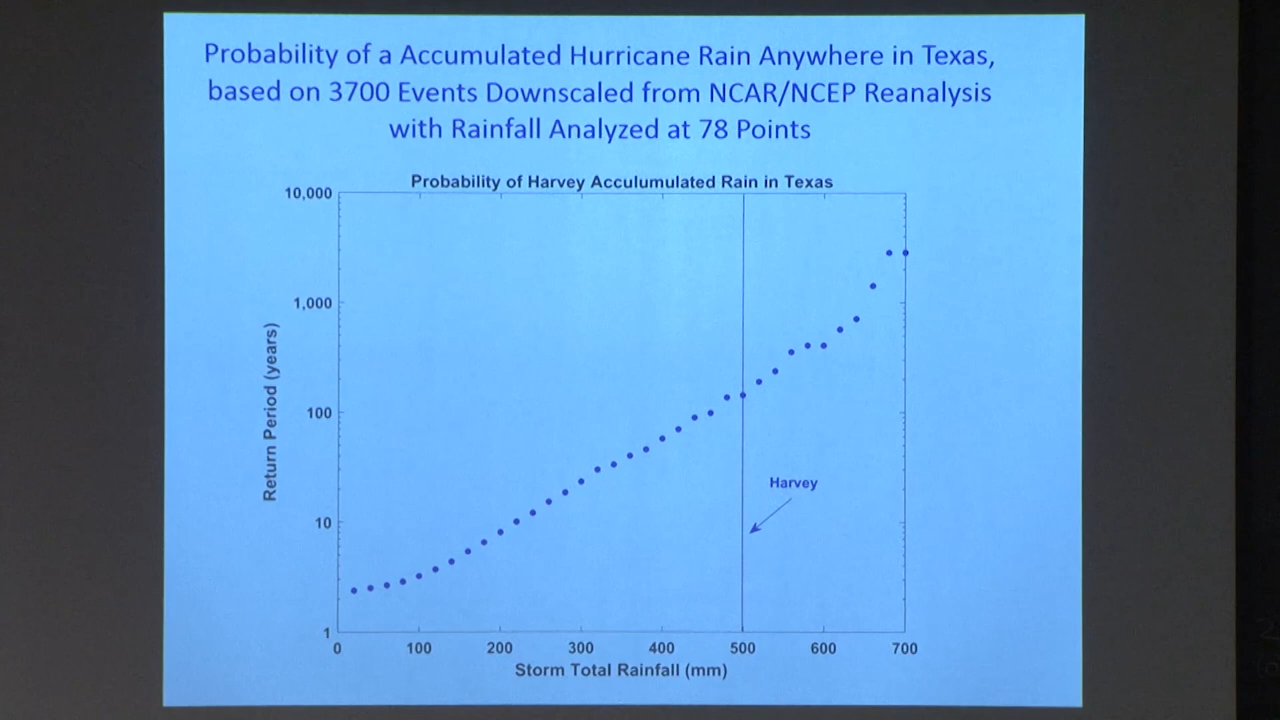 Probability of a Accumulated Hurricane Rain Anywhere in Texas,
based on 3700 Events Downscaled from NCAR/NCEP Reanalysis
with Rainfall Analyzed at 78 Points
Probability of Harvey Acculumulated Rain in Texas
10,000
1,000
100
10
1
Return Period (years)
Harvey
0 100 200 300 400 500 600 700
Storm Total Rainfall (mm)